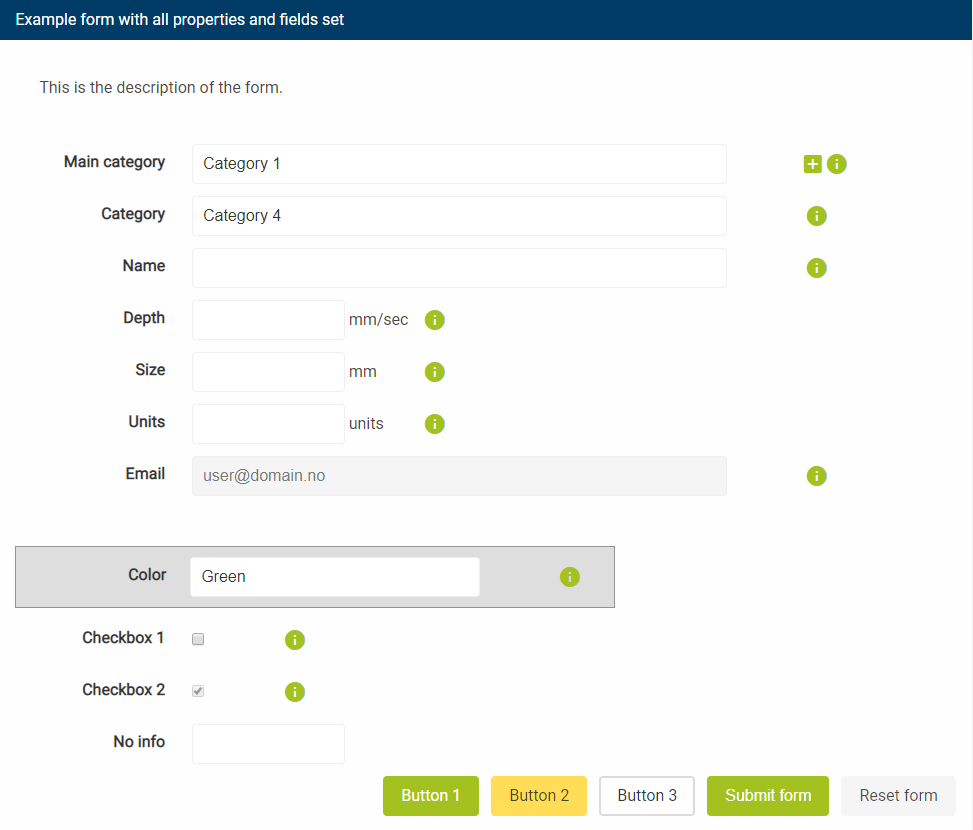 Example form with all properties and fields set
This is the description of the form.
Main category Category 1
Category Category 4
Name
Depth mm/sec
Size mm
Units units
Email user@domain.no
Color Green
Checkbox 1
Checkbox 2
No info
Button 1 Button 2 Button 3 Submit form Reset form